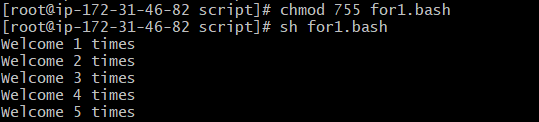 [root@ip-172-31-46-82 script]# chmod 755 for1.bash
[root@ip-172-31-46-82 script]# sh for1.bash
Welcome 1 times
Welcome 2 times
Welcome 3 times
Welcome 4 times
Welcome 5 times